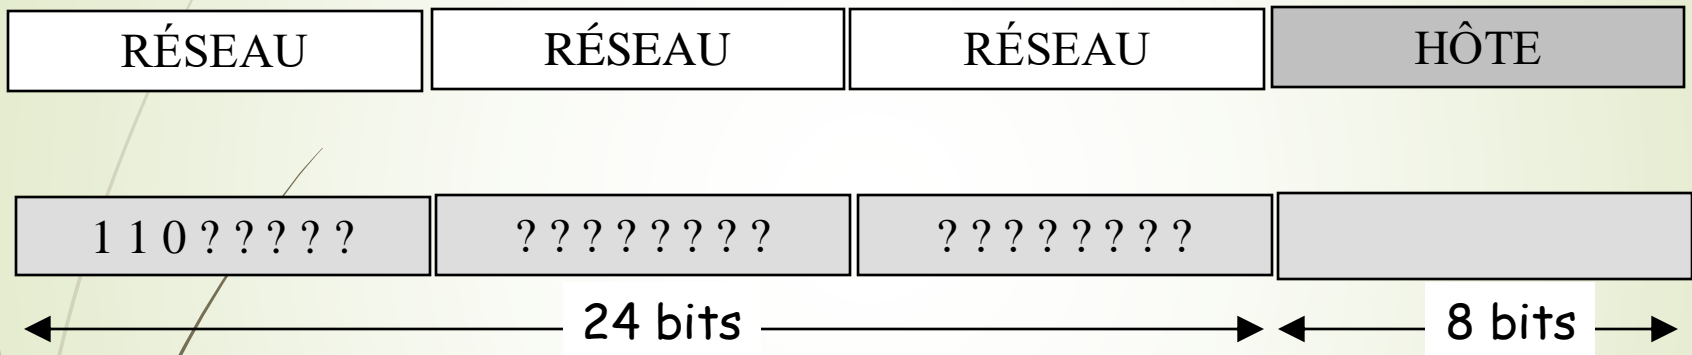 RÉSEAU RÉSEAU RÉSEAU HÔTE
1 1 0 ? ? ? ? ? ? ? ? ? ? ? ? ? ? ? ? ? ? ? ? ?
24 bits 8 bits